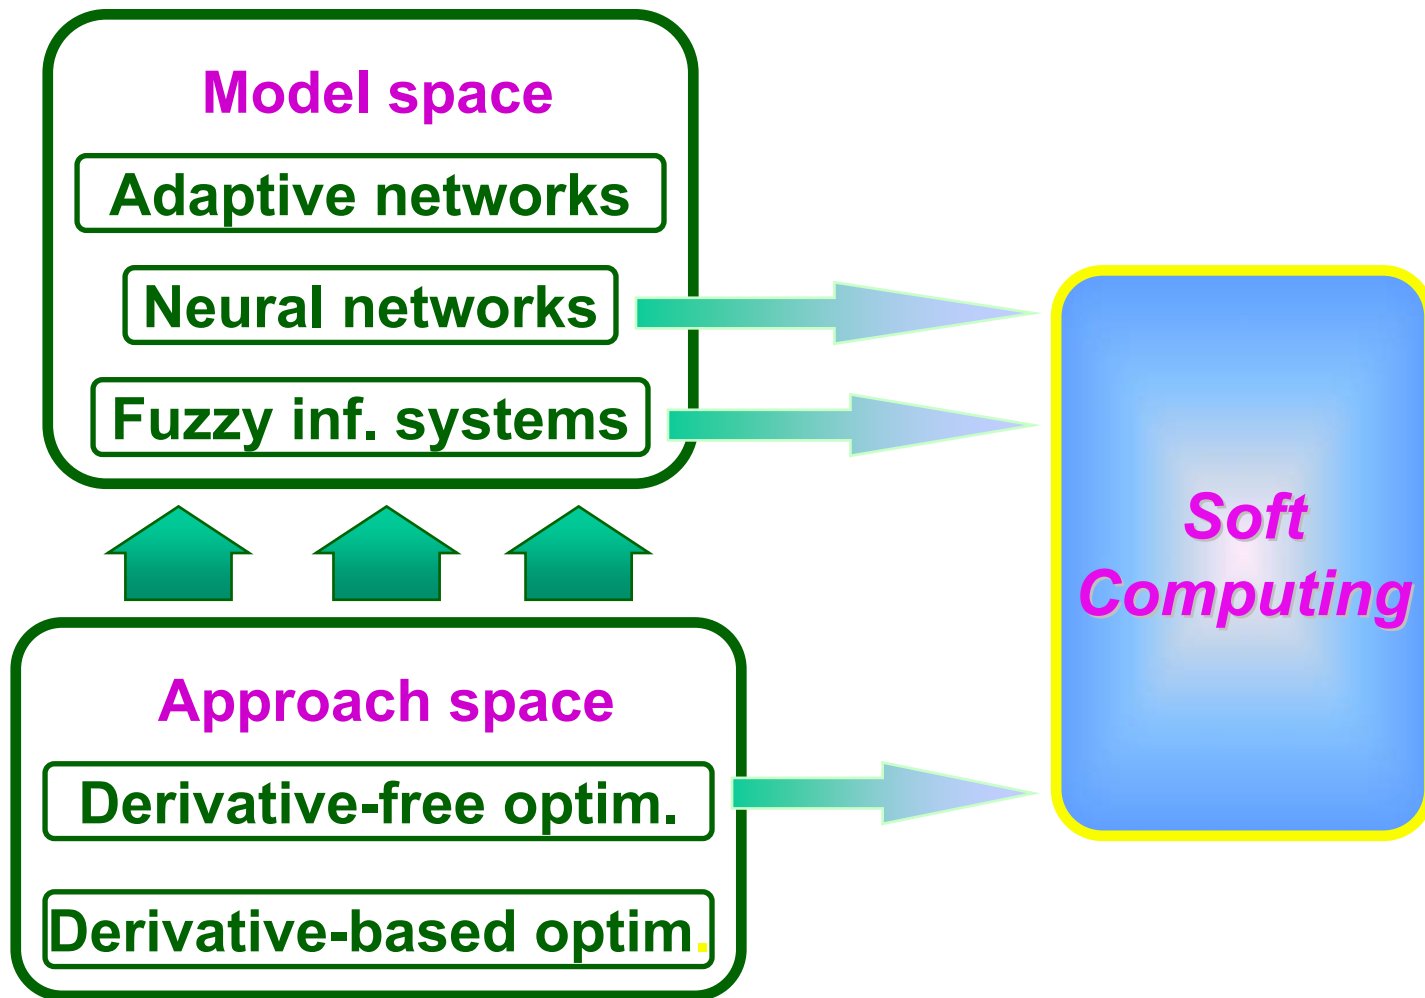 Model space
Adaptive networks
Neural networks
Fuzzy inf. systems
Approach space
Derivative-free optim.
Derivative-based optim.
Soft
Computing